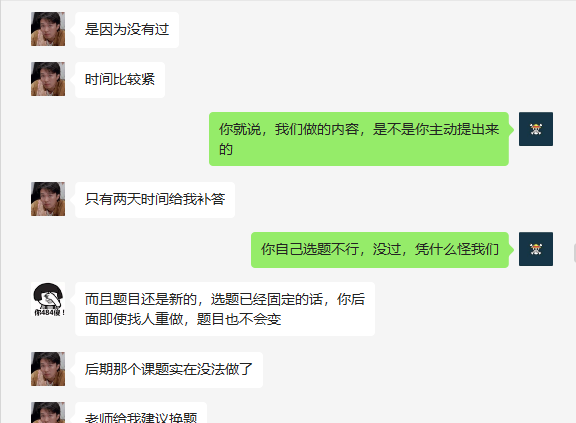 是因为没有过
时间比较紧
你就说，我们做的内容，是不是你主动提出来
的
只有两天时间给我补答
你自己选题不行，没过，凭什么怪我们
你484傻！
而且题目还是新的，选题已经固定的话，你后
面即使找人重做，题目也不会变
后期那个课题实在没法做了
老师给我建议换题